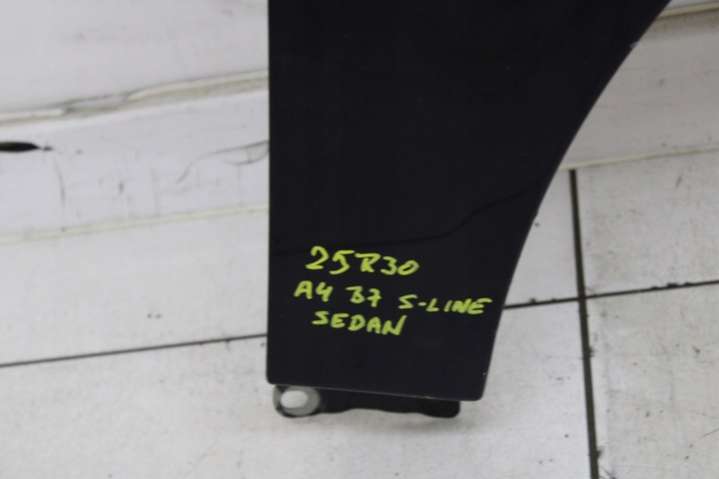 25R30
A4 B7 S-LINE
SEDAN